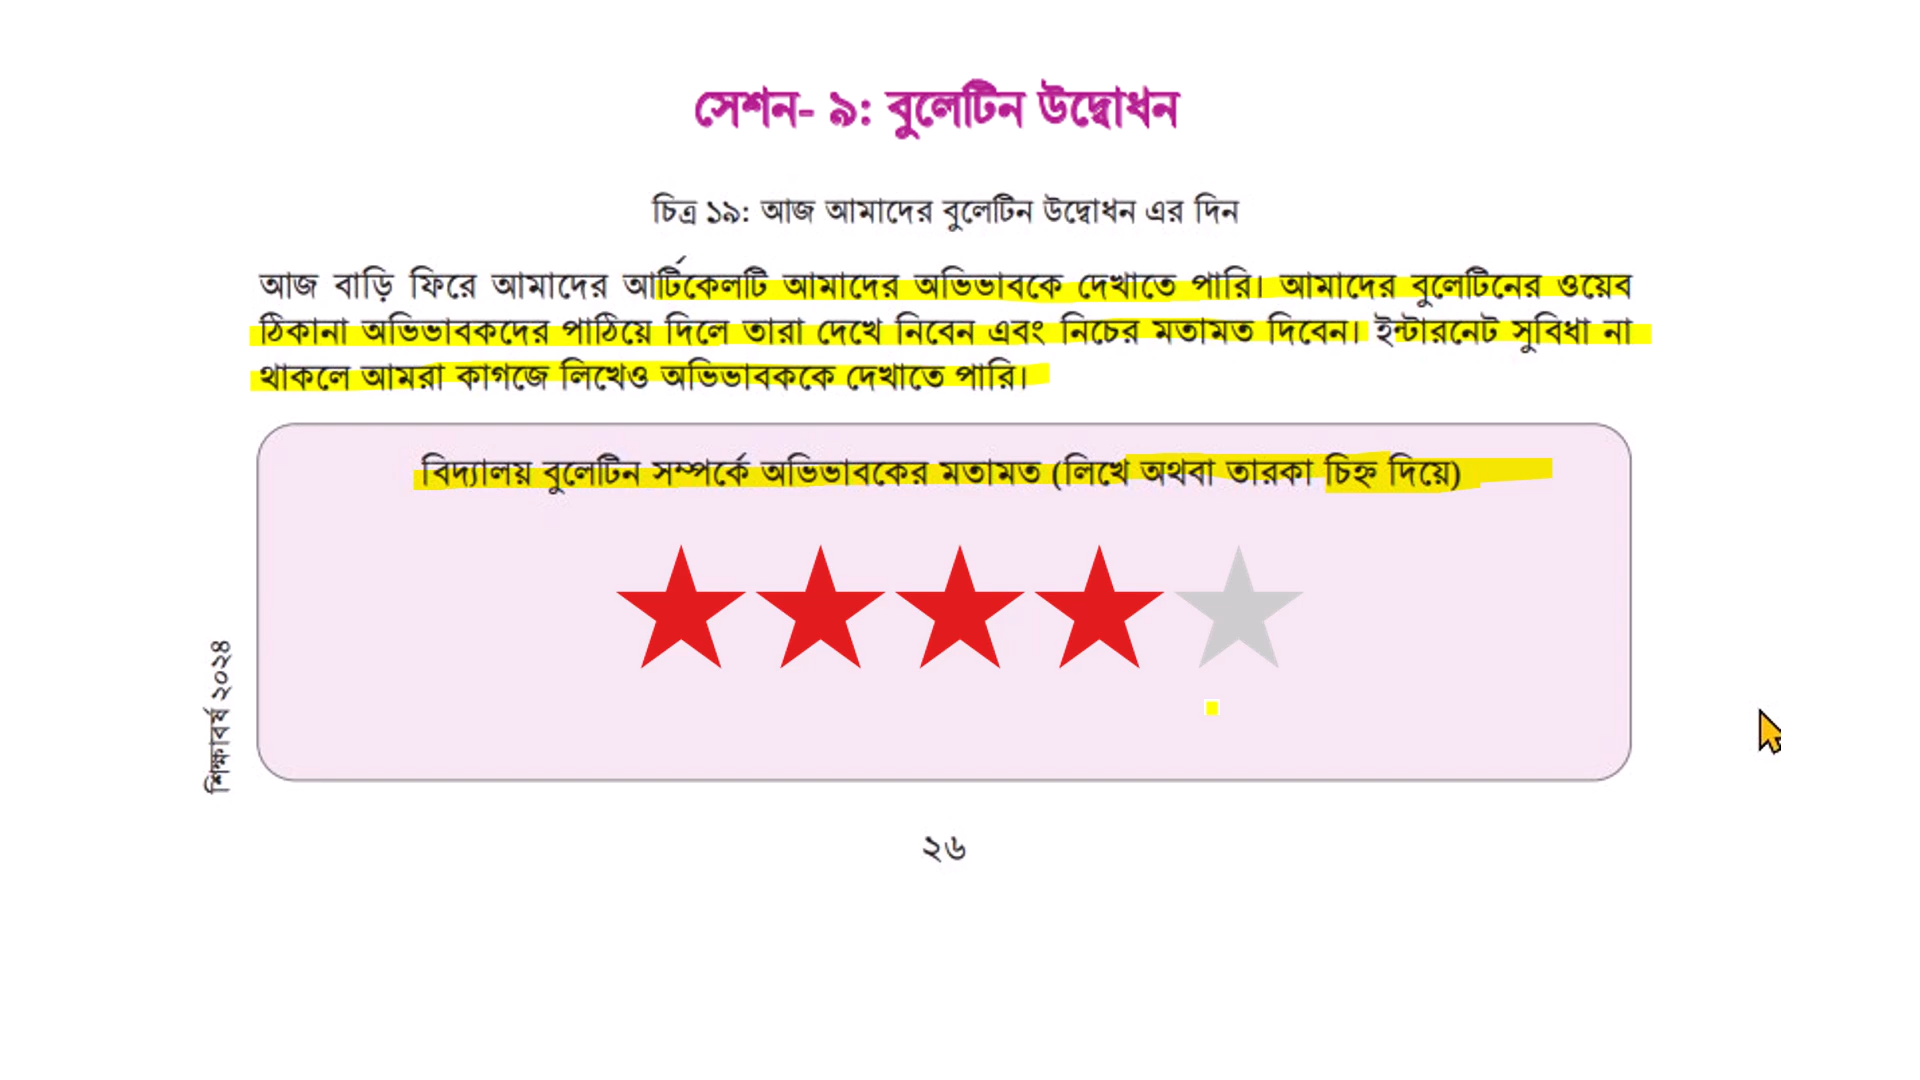 সেশন- ৯: বুলেটিন উদ্বোধন
চিত্র ১৯: আজ আমাদের বুলেটিন উদ্বোধন এর দিন
আজ বাড়ি ফিরে আমাদের আর্টিকেলটি আমাদের অভিভাবকে দেখাতে পারি। আমাদের বুলেটিনের ওয়েব
ঠিকানা অভিভাবকদের পাঠিয়ে দিলে তারা দেখে নিবেন এবং নিচের মতামত দিবেন। ইন্টারনেট সুবিধা না
থাকলে আমরা কাগজে লিখেও অভিভাবককে দেখাতে পারি।
বিদ্যালয় বুলেটিন সম্পর্কে অভিভাবকের মতামত (লিখে অথবা তারকা চিহ্ন দিয়ে)
শিক্ষাবর্ষ ২০২৪
২৬